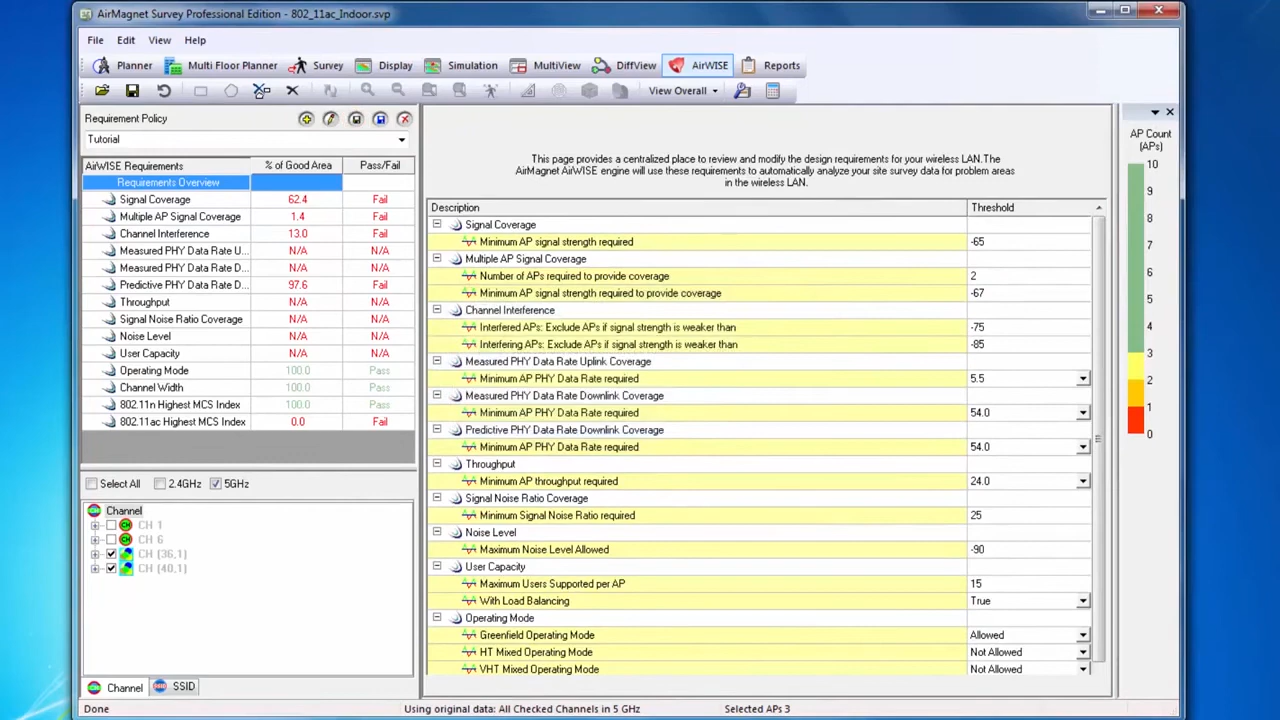 AirMagnet Survey Professional Edition - 802_11ac_Indoor.svp
File Edit View Help
Planner Multi Floor Planner Survey Display Simulation MultiView DiffView AirWISE Reports
View Overall
Requirement Policy
Tutorial
AirWISE Requirements % of Good Area Pass/Fail
Requirements Overview
Signal Coverage 62.4 Fail
Multiple AP Signal Coverage 1.4 Fail
Channel Interference 13.0 Fail
Measured PHY Data Rate U... N/A N/A
Measured PHY Data Rate D... N/A N/A
Predictive PHY Data Rate D... 97.6 Fail
Throughput N/A N/A
Signal Noise Ratio Coverage N/A N/A
Noise Level N/A N/A
User Capacity N/A N/A
Operating Mode 100.0 Pass
Channel Width 100.0 Pass
802.11n Highest MCS Index 100.0 Pass
802.11ac Highest MCS Index 0.0 Fail
Select All 2.4GHz 5GHz
Channel
CH 1
CH 6
CH (36,1)
CH (40,1)
Channel SSID
This page provides a centralized place to review and modify the design requirements for your wireless LAN.The
AirMagnet AirWISE engine will use these requirements to automatically analyze your site survey data for problem areas
in the wireless LAN.
Description Threshold
Signal Coverage
Minimum AP signal strength required -65
Multiple AP Signal Coverage
Number of APs required to provide coverage 2
Minimum AP signal strength required to provide coverage -67
Channel Interference
Interfered APs: Exclude APs if signal strength is weaker than -75
Interfering APs: Exclude APs if signal strength is weaker than -85
Measured PHY Data Rate Uplink Coverage
Minimum AP PHY Data Rate required 5.5
Measured PHY Data Rate Downlink Coverage
Minimum AP PHY Data Rate required 54.0
Predictive PHY Data Rate Downlink Coverage
Minimum AP PHY Data Rate required 54.0
Throughput
Minimum AP throughput required 24.0
Signal Noise Ratio Coverage
Minimum Signal Noise Ratio required 25
Noise Level
Maximum Noise Level Allowed -90
User Capacity
Maximum Users Supported per AP 15
With Load Balancing True
Operating Mode
Greenfield Operating Mode Allowed
HT Mixed Operating Mode Not Allowed
VHT Mixed Operating Mode Not Allowed
AP Count
(APs)
10
9
8
7
6
5
4
3
2
1
0
Done Using original data: All Checked Channels in 5 GHz Selected APs 3